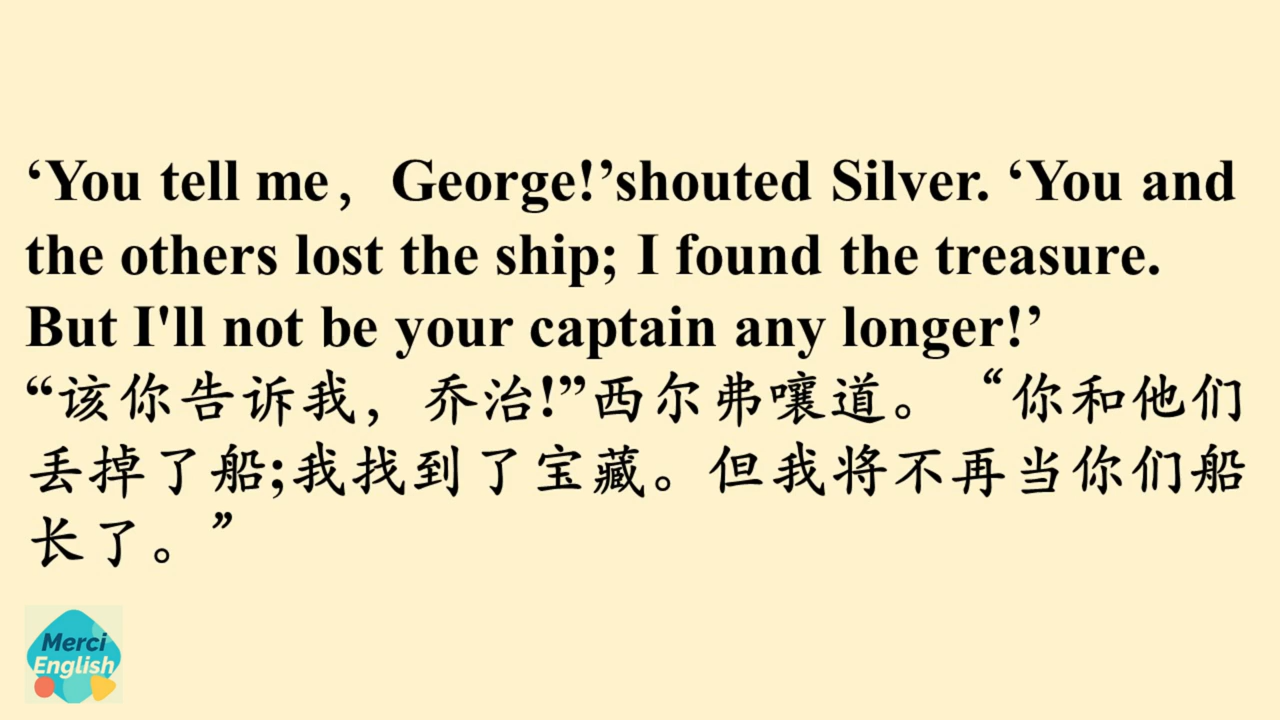 ‘You tell me，George!’shouted Silver. ‘You and
the others lost the ship; I found the treasure.
But I'll not be your captain any longer!’
“该你告诉我，乔治!”西尔弗嚷道。“你和他们
丢掉了船;我找到了宝藏。但我将不再当你们船
长了。”
Merci
English